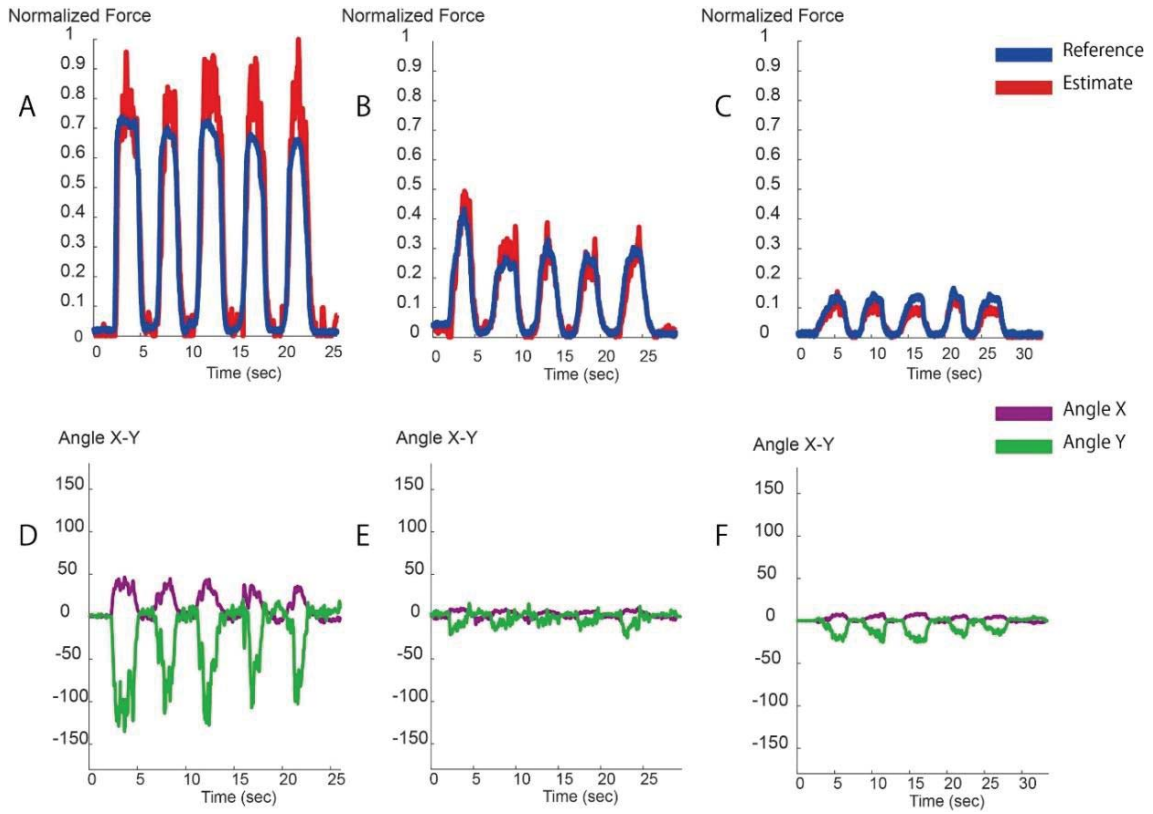 Normalized Force
Normalized Force
Normalized Force
Reference
Estimate
A
1
0.9
0.8
0.7
0.6
0.5
0.4
0.3
0.2
0.1
0
0 5 10 15 20 25
Time (sec)
B
1
0.9
0.8
0.7
0.6
0.5
0.4
0.3
0.2
0.1
0
0 5 10 15 20 25
Time (sec)
C
1
0.9
0.8
0.7
0.6
0.5
0.4
0.3
0.2
0.1
0
0 5 10 15 20 25 30
Time (sec)
Angle X
Angle Y
Angle X-Y
D
150
100
50
0
-50
-100
-150
0 5 10 15 20 25
Time (sec)
Angle X-Y
E
150
100
50
0
-50
-100
-150
0 5 10 15 20 25
Time (sec)
Angle X-Y
F
150
100
50
0
-50
-100
-150
0 5 10 15 20 25 30
Time (sec)